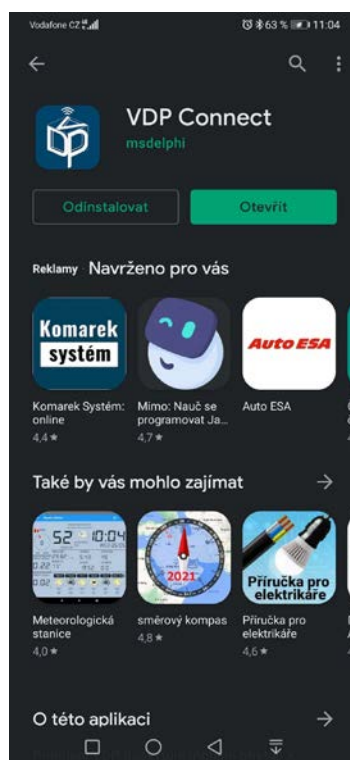 Vodafone CZ 63 % 11:04
VDP Connect
msdelphi
Odinstalovat
Otevřít
Reklamy · Navrženo pro vás
Komarek
systém
Auto ESA
Komarek Systém:
online
4,4 ★
Mimo: Nauč se
programovat Ja...
4,7 ★
Auto ESA
Také by vás mohlo zajímat
52 10:04
2021
Příručka pro
elektrikáře
Meteorologická
stanice
4,0 ★
směrový kompas
4,8 ★
Příručka pro
elektrikáře
4,6 ★
O této aplikaci